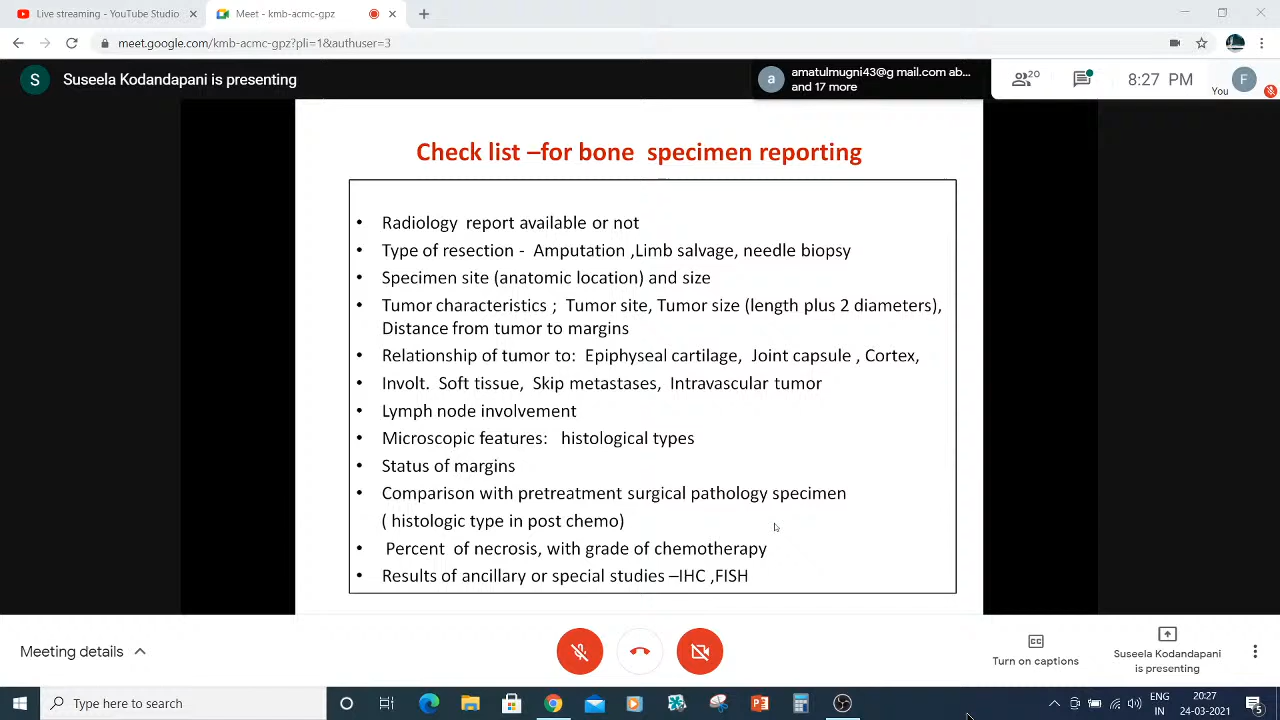 Live streaming - YouTube Studio
Meet - kmb-acmc-gpz
meet.google.com/kmb-acmc-gpz?pli=1&authuser=3
S
Suseela Kodandapani is presenting
a
amatulmugni43@g mail.com ab...
and 17 more
20
8:27 PM
You
F
Check list –for bone specimen reporting
• Radiology report available or not
• Type of resection - Amputation ,Limb salvage, needle biopsy
• Specimen site (anatomic location) and size
• Tumor characteristics ; Tumor site, Tumor size (length plus 2 diameters),
Distance from tumor to margins
• Relationship of tumor to: Epiphyseal cartilage, Joint capsule , Cortex,
• Involt. Soft tissue, Skip metastases, Intravascular tumor
• Lymph node involvement
• Microscopic features: histological types
• Status of margins
• Comparison with pretreatment surgical pathology specimen
( histologic type in post chemo)
• Percent of necrosis, with grade of chemotherapy
• Results of ancillary or special studies –IHC ,FISH
Meeting details
CC
Turn on captions
Suseela Kodandapani
is presenting
Type here to search
ENG
IN
20:27
24-03-2021
5